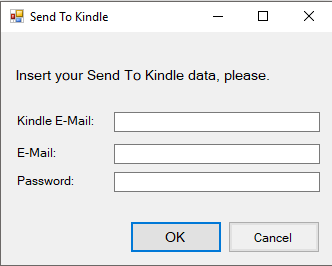 Send To Kindle
Insert your Send To Kindle data, please.
Kindle E-Mail:
E-Mail:
Password:
OK Cancel